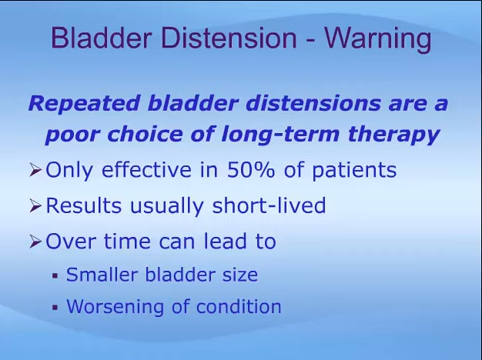 Bladder Distension - Warning
Repeated bladder distensions are a
poor choice of long-term therapy
➢Only effective in 50% of patients
➢Results usually short-lived
➢Over time can lead to
▪ Smaller bladder size
▪ Worsening of condition